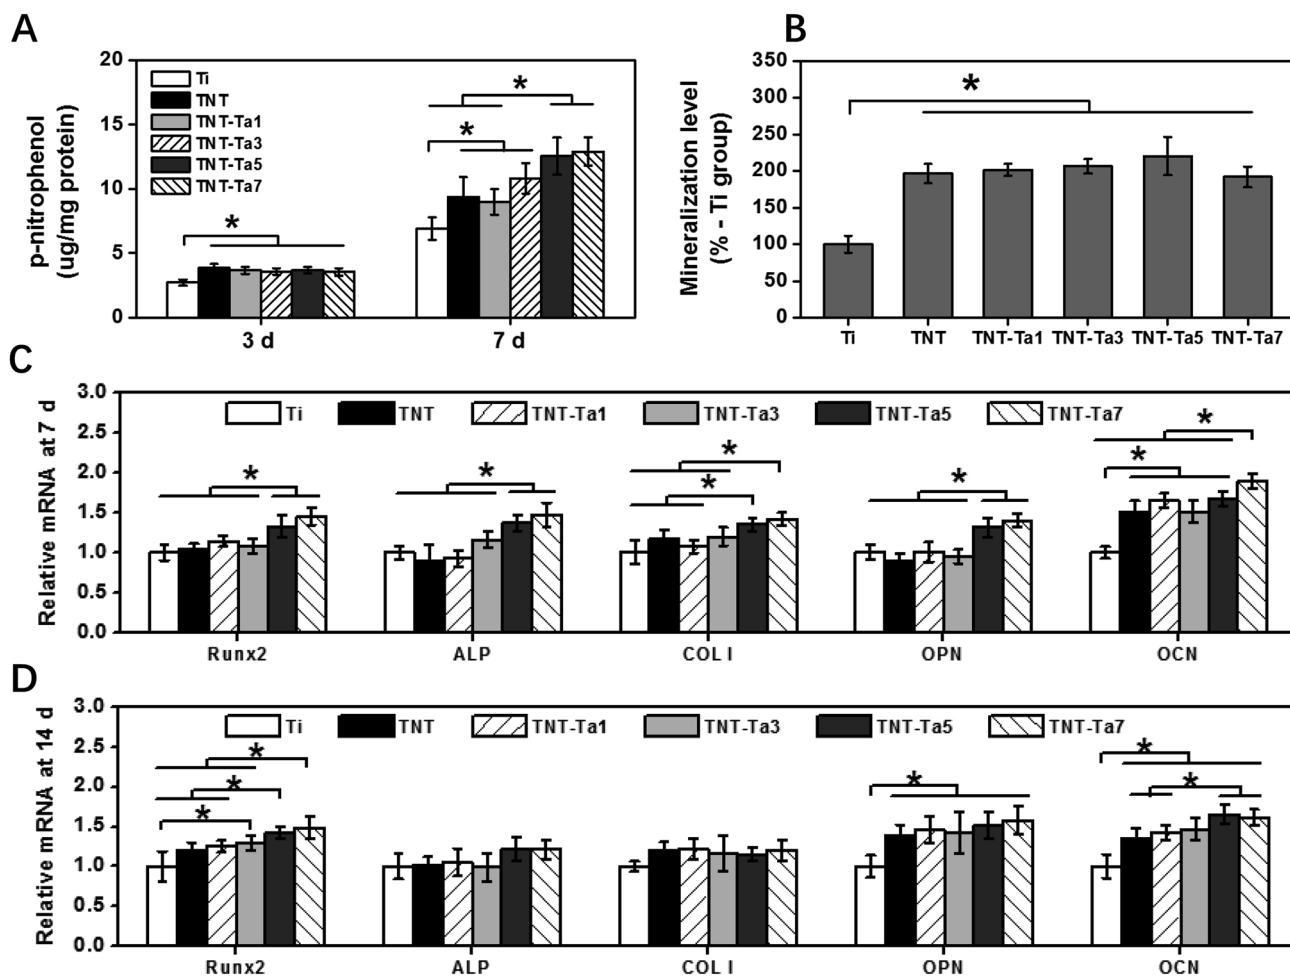 A
p-nitrophenol
(ug/mg protein)
20
15
10
5
0
Ti
TNT
TNT-Ta1
TNT-Ta3
TNT-Ta5
TNT-Ta7
*
*
*
3 d
7 d
B
Mineralization level
(% - Ti group)
350
300
250
200
150
100
50
0
*
Ti
TNT
TNT-Ta1
TNT-Ta3
TNT-Ta5
TNT-Ta7
C
Relative mRNA at 7 d
3.0
2.5
2.0
1.5
1.0
0.5
0.0
Ti
TNT
TNT-Ta1
TNT-Ta3
TNT-Ta5
TNT-Ta7
*
*
*
*
*
*
*
Runx2
ALP
COL I
OPN
OCN
D
Relative mRNA at 14 d
3.0
2.5
2.0
1.5
1.0
0.5
0.0
Ti
TNT
TNT-Ta1
TNT-Ta3
TNT-Ta5
TNT-Ta7
*
*
*
*
*
*
Runx2
ALP
COL I
OPN
OCN